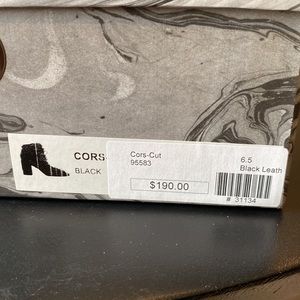 CORS-
BLACK
Cors-Cut
95583
$190.00
6.5
Black Leath
# 31134